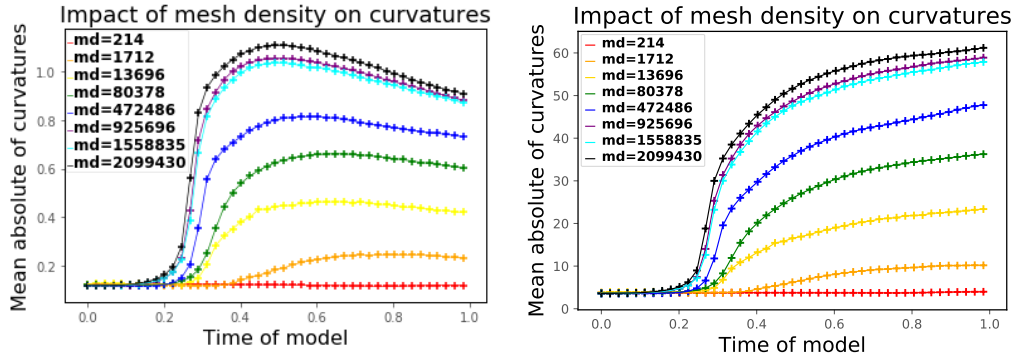 Impact of mesh density on curvatures
Mean absolute of curvatures
1.0
0.8
0.6
0.4
0.2
md=214
md=1712
md=13696
md=80378
md=472486
md=925696
md=1558835
md=2099430
0.0 0.2 0.4 0.6 0.8 1.0
Time of model
Impact of mesh density on curvatures
Mean absolute of curvatures
60
50
40
30
20
10
0
md=214
md=1712
md=13696
md=80378
md=472486
md=925696
md=1558835
md=2099430
0.0 0.2 0.4 0.6 0.8 1.0
Time of model